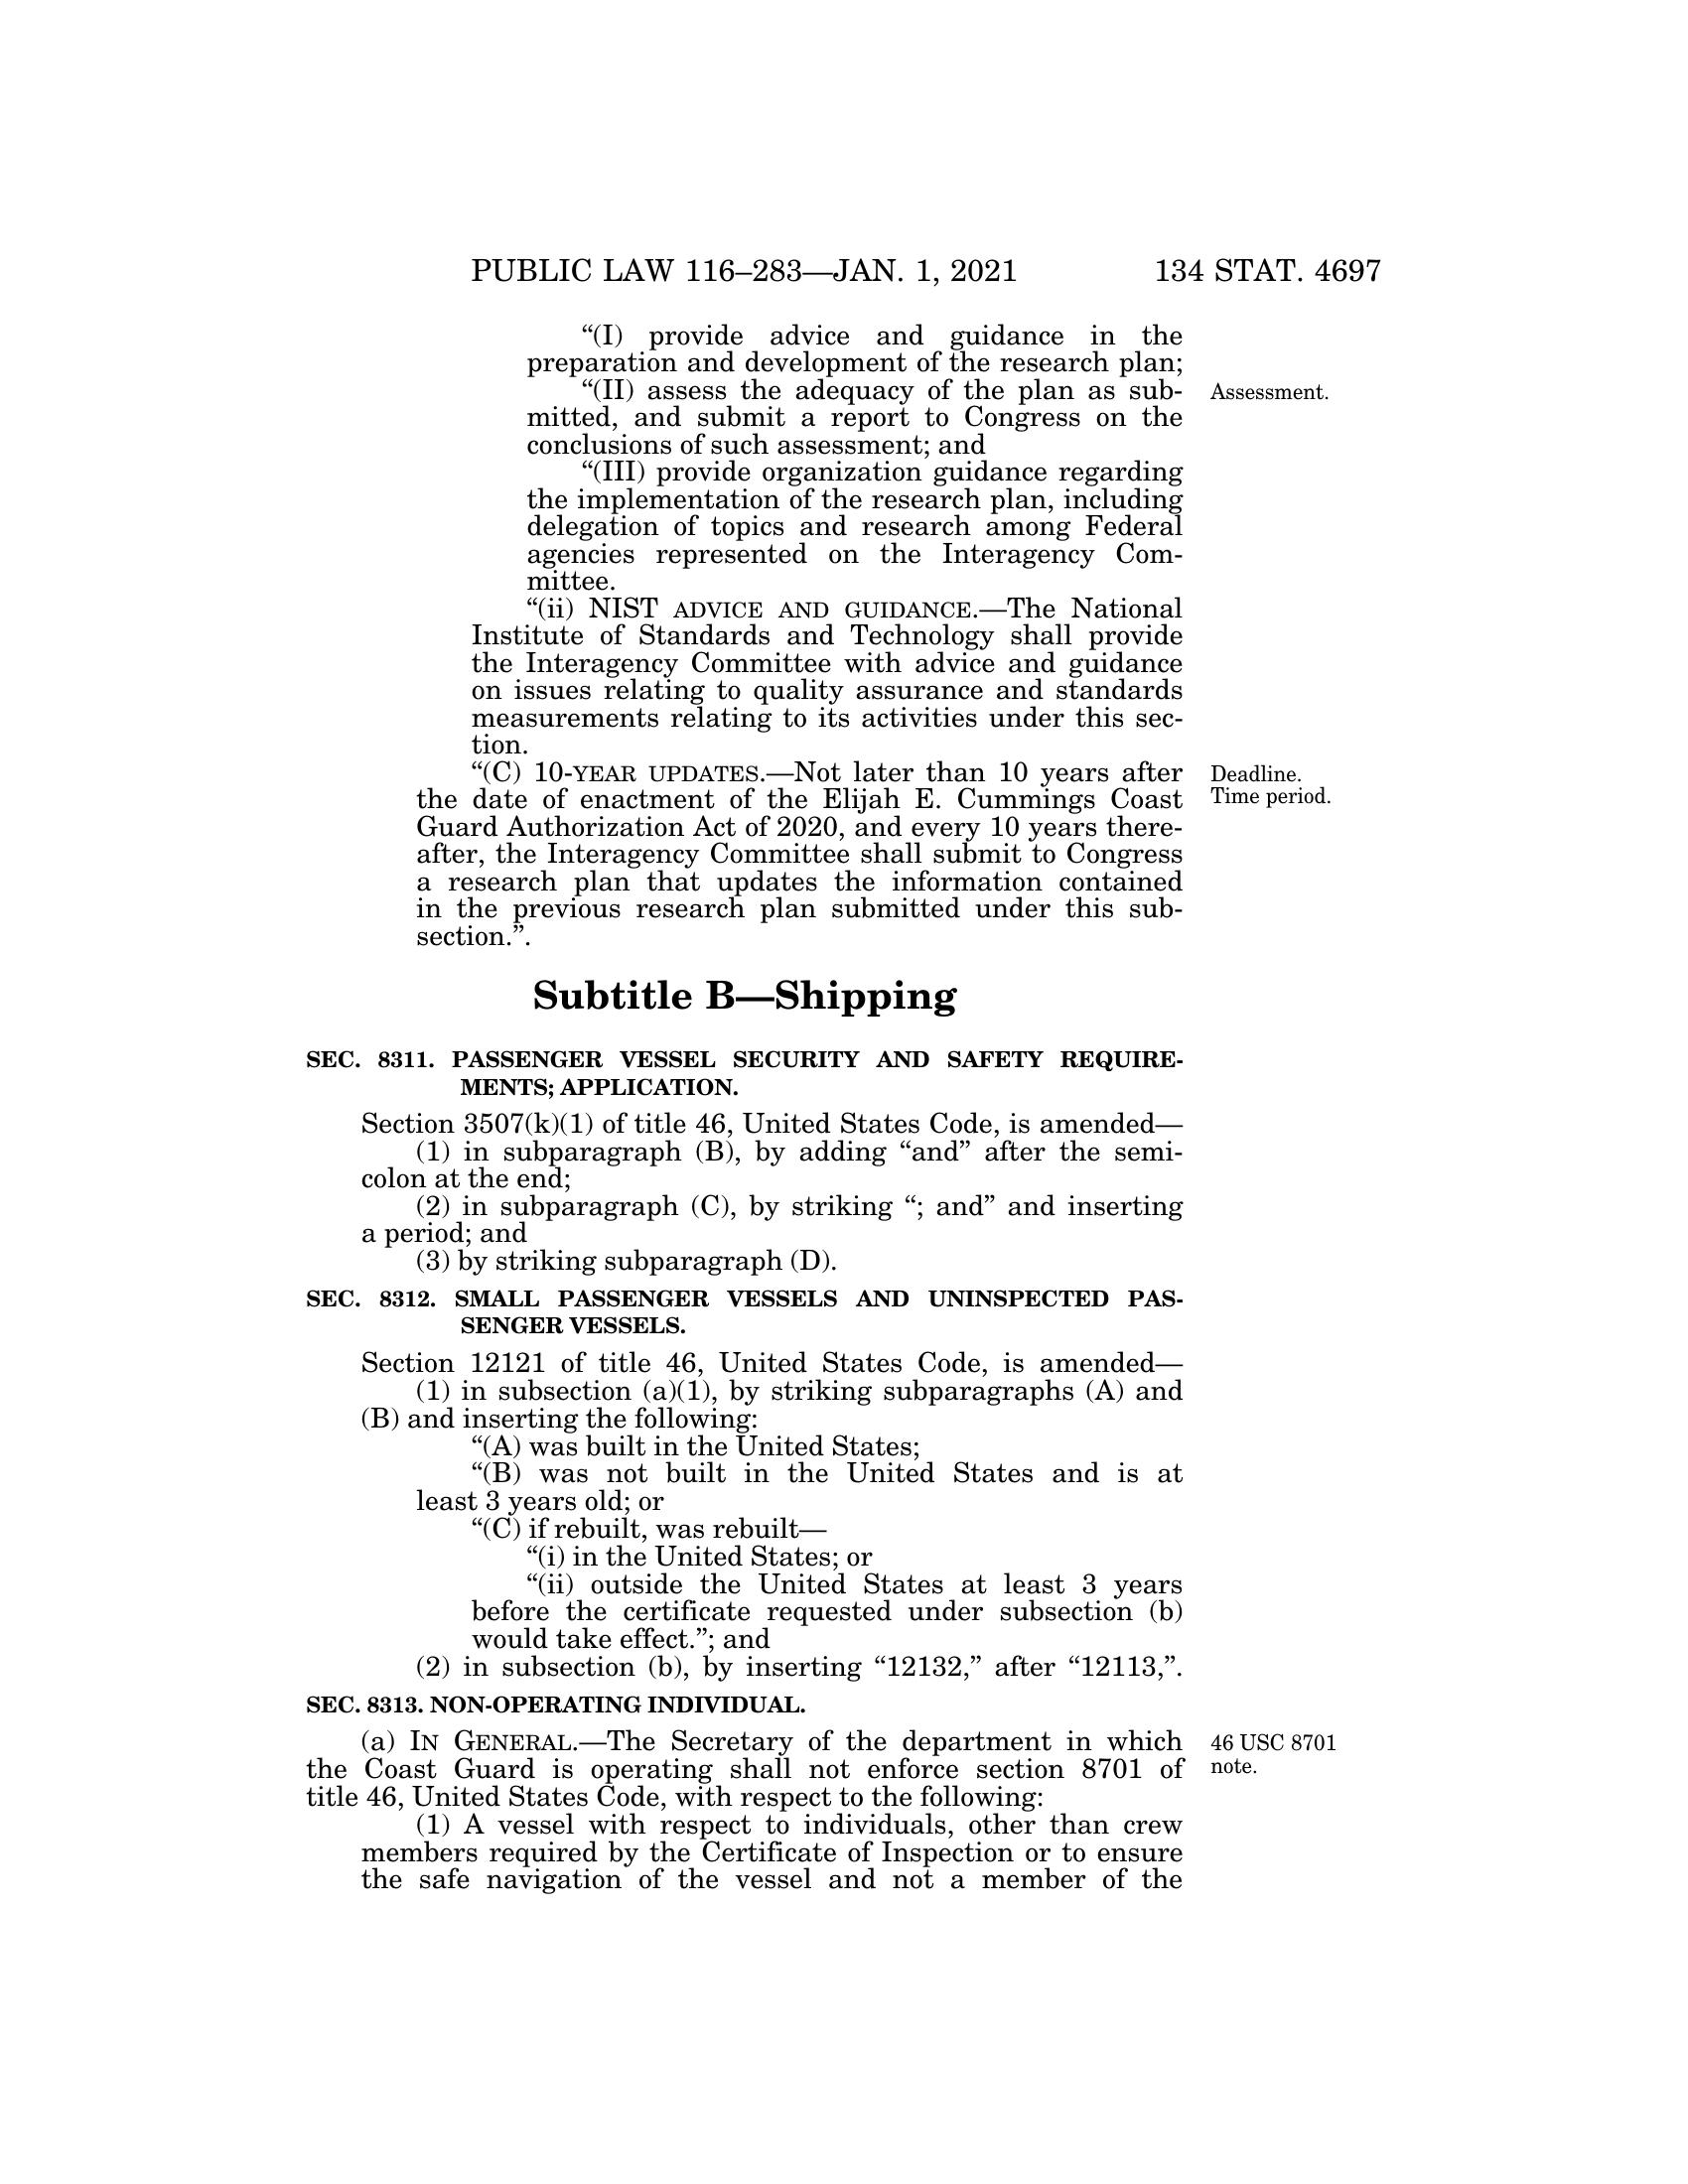 PUBLIC LAW 116–283—JAN. 1, 2021 134 STAT. 4697
“(I) provide advice and guidance in the
preparation and development of the research plan;
“(II) assess the adequacy of the plan as sub-
mitted, and submit a report to Congress on the
conclusions of such assessment; and
“(III) provide organization guidance regarding
the implementation of the research plan, including
delegation of topics and research among Federal
agencies represented on the Interagency Com-
mittee.
“(ii) NIST ADVICE AND GUIDANCE.—The National
Institute of Standards and Technology shall provide
the Interagency Committee with advice and guidance
on issues relating to quality assurance and standards
measurements relating to its activities under this sec-
tion.
“(C) 10-YEAR UPDATES.—Not later than 10 years after
the date of enactment of the Elijah E. Cummings Coast
Guard Authorization Act of 2020, and every 10 years there-
after, the Interagency Committee shall submit to Congress
a research plan that updates the information contained
in the previous research plan submitted under this sub-
section.”.
Assessment.
Deadline.
Time period.
Subtitle B—Shipping
SEC. 8311. PASSENGER VESSEL SECURITY AND SAFETY REQUIRE-
MENTS; APPLICATION.
Section 3507(k)(1) of title 46, United States Code, is amended—
(1) in subparagraph (B), by adding “and” after the semi-
colon at the end;
(2) in subparagraph (C), by striking “; and” and inserting
a period; and
(3) by striking subparagraph (D).
SEC. 8312. SMALL PASSENGER VESSELS AND UNINSPECTED PAS-
SENGER VESSELS.
Section 12121 of title 46, United States Code, is amended—
(1) in subsection (a)(1), by striking subparagraphs (A) and
(B) and inserting the following:
“(A) was built in the United States;
“(B) was not built in the United States and is at
least 3 years old; or
“(C) if rebuilt, was rebuilt—
“(i) in the United States; or
“(ii) outside the United States at least 3 years
before the certificate requested under subsection (b)
would take effect.”; and
(2) in subsection (b), by inserting “12132,” after “12113,”.
SEC. 8313. NON-OPERATING INDIVIDUAL.
(a) IN GENERAL.—The Secretary of the department in which
the Coast Guard is operating shall not enforce section 8701 of
title 46, United States Code, with respect to the following:
(1) A vessel with respect to individuals, other than crew
members required by the Certificate of Inspection or to ensure
the safe navigation of the vessel and not a member of the
46 USC 8701
note.